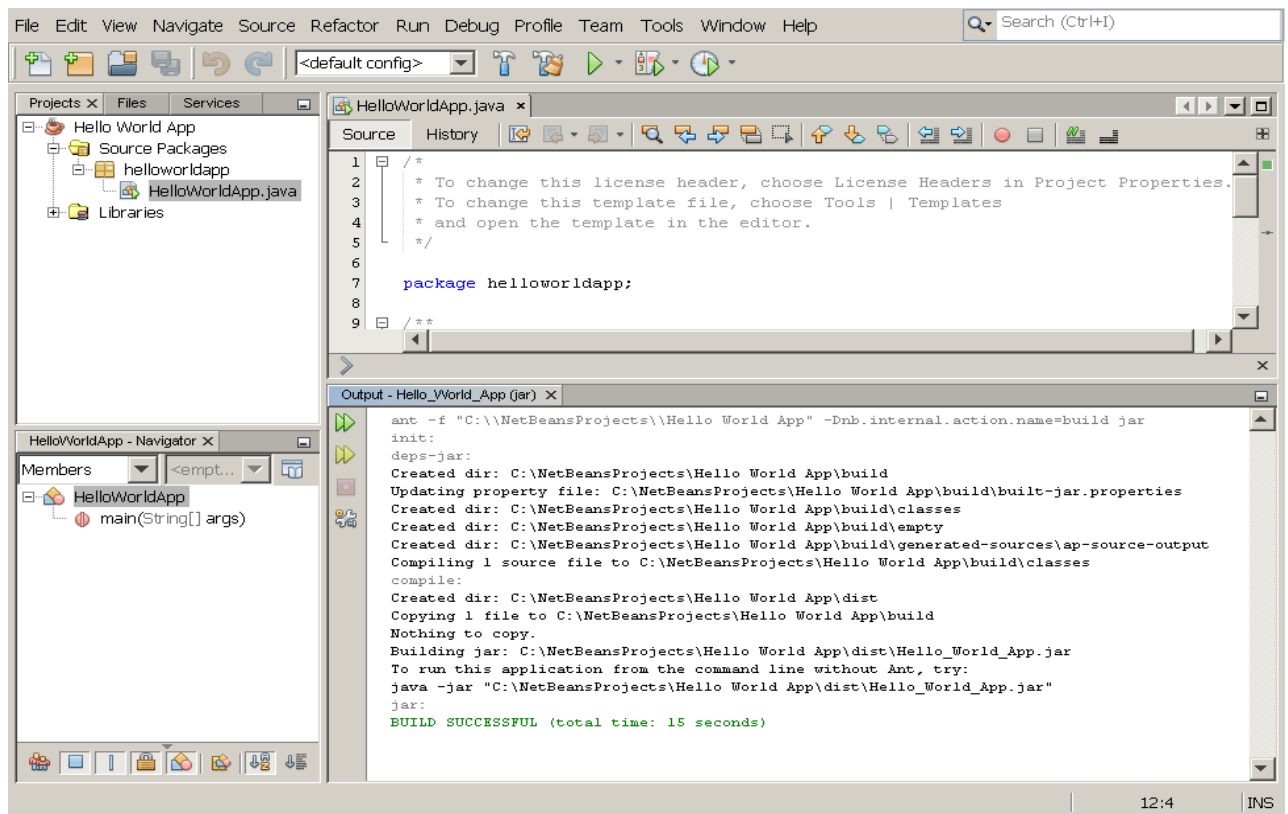 File Edit View Navigate Source Refactor Run Debug Profile Team Tools Window Help
Search (Ctrl+I)
<default config>
Projects Files Services
Hello World App
Source Packages
helloworldapp
HelloWorldApp.java
Libraries
HelloWorldApp - Navigator
Members
<empt...
HelloWorldApp
main(String[] args)
HelloWorldApp.java
Source History
1 /*
2 * To change this license header, choose License Headers in Project Properties.
3 * To change this template file, choose Tools | Templates
4 * and open the template in the editor.
5 */
6
7 package helloworldapp;
8
9 /**
Output - Hello_World_App (jar)
ant -f "C:\\NetBeansProjects\\Hello World App" -Dnb.internal.action.name=build jar
init:
deps-jar:
Created dir: C:\NetBeansProjects\Hello World App\build
Updating property file: C:\NetBeansProjects\Hello World App\build\built-jar.properties
Created dir: C:\NetBeansProjects\Hello World App\build\classes
Created dir: C:\NetBeansProjects\Hello World App\build\empty
Created dir: C:\NetBeansProjects\Hello World App\build\generated-sources\ap-source-output
Compiling 1 source file to C:\NetBeansProjects\Hello World App\build\classes
compile:
Created dir: C:\NetBeansProjects\Hello World App\dist
Copying 1 file to C:\NetBeansProjects\Hello World App\build
Nothing to copy.
Building jar: C:\NetBeansProjects\Hello World App\dist\Hello_World_App.jar
To run this application from the command line without Ant, try:
java -jar "C:\NetBeansProjects\Hello World App\dist\Hello_World_App.jar"
jar:
BUILD SUCCESSFUL (total time: 15 seconds)
12:4 INS